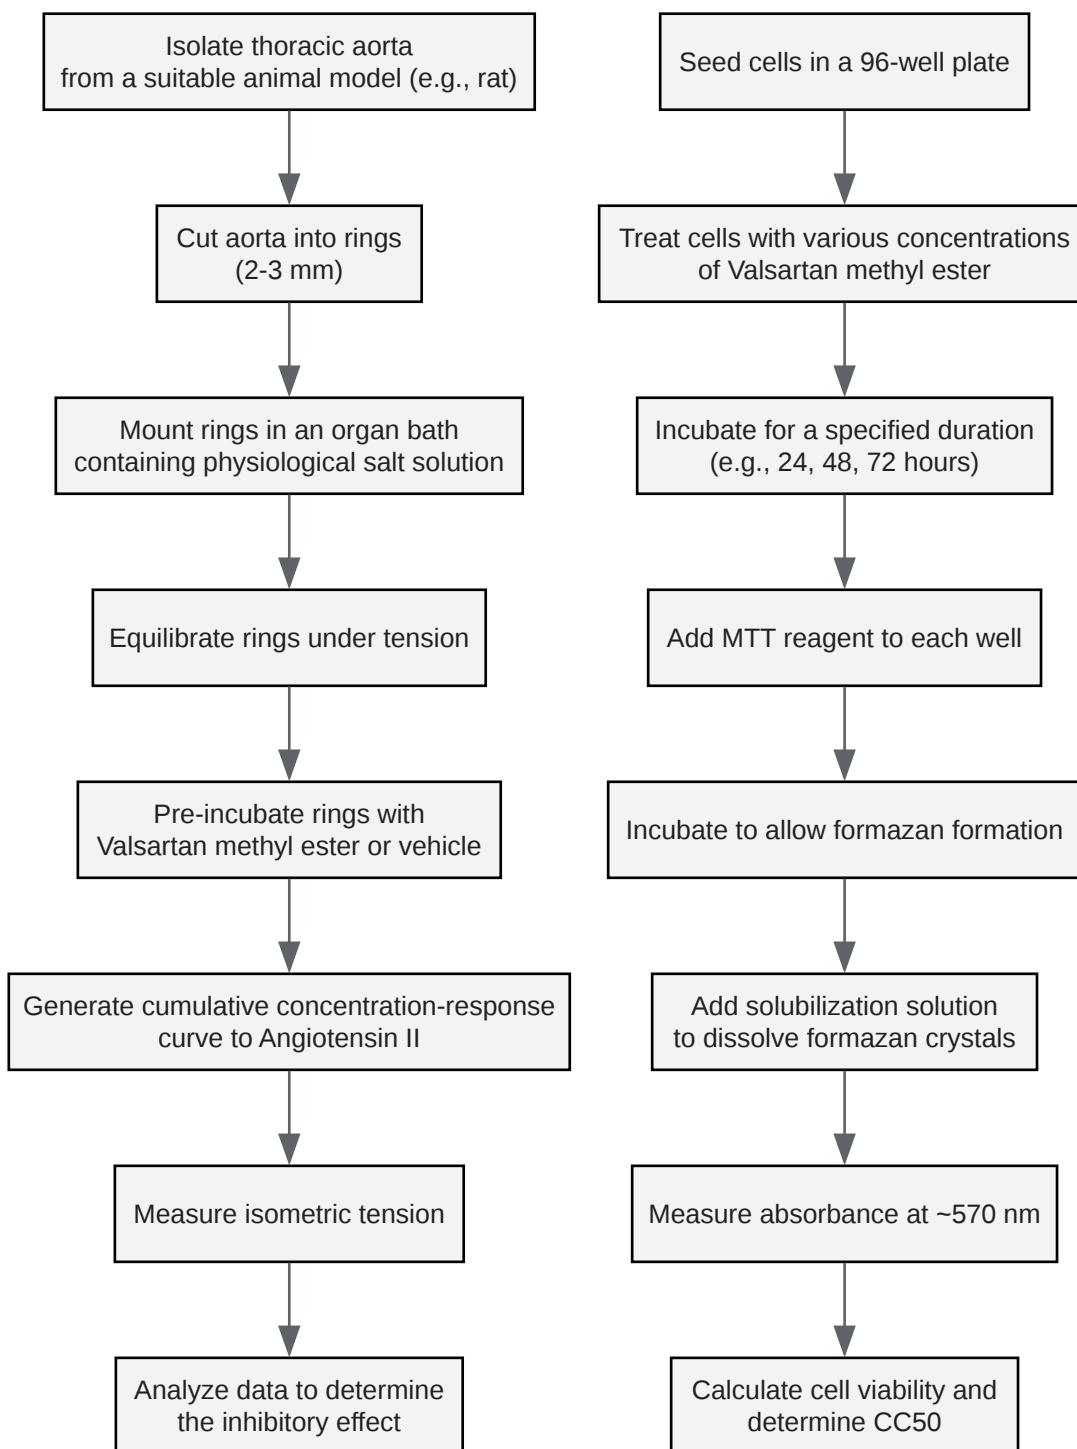 Isolate thoracic aorta
from a suitable animal model (e.g., rat)
Cut aorta into rings
(2-3 mm)
Mount rings in an organ bath
containing physiological salt solution
Equilibrate rings under tension
Pre-incubate rings with
Valsartan methyl ester or vehicle
Generate cumulative concentration-response
curve to Angiotensin II
Measure isometric tension
Analyze data to determine
the inhibitory effect
Seed cells in a 96-well plate
Treat cells with various concentrations
of Valsartan methyl ester
Incubate for a specified duration
(e.g., 24, 48, 72 hours)
Add MTT reagent to each well
Incubate to allow formazan formation
Add solubilization solution
to dissolve formazan crystals
Measure absorbance at ~570 nm
Calculate cell viability and
determine CC50